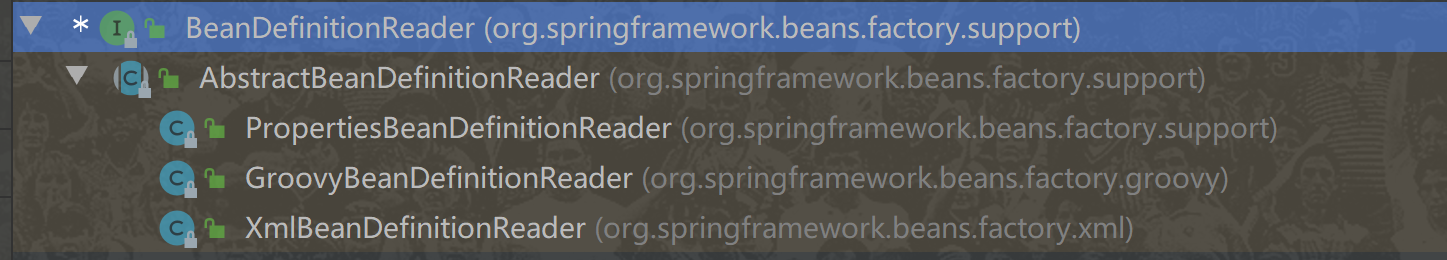 * I BeanDefinitionReader (org.springframework.beans.factory.support)
C AbstractBeanDefinitionReader (org.springframework.beans.factory.support)
C PropertiesBeanDefinitionReader (org.springframework.beans.factory.support)
C GroovyBeanDefinitionReader (org.springframework.beans.factory.groovy)
C XmlBeanDefinitionReader (org.springframework.beans.factory.xml)